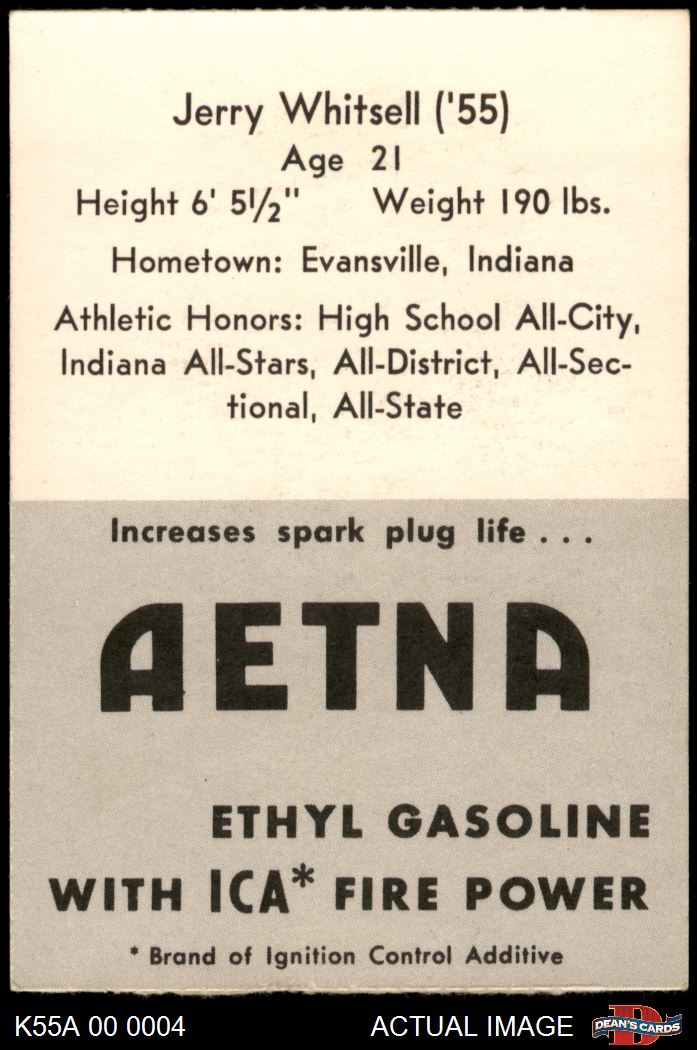 Jerry Whitsell ('55)
Age 21
Height 6' 5½" Weight 190 lbs.
Hometown: Evansville, Indiana
Athletic Honors: High School All-City,
Indiana All-Stars, All-District, All-Sec-
tional, All-State
Increases spark plug life . . .
AETNA
ETHYL GASOLINE
WITH ICA* FIRE POWER
* Brand of Ignition Control Additive
K55A 00 0004 ACTUAL IMAGE D DEAN'S CARDS